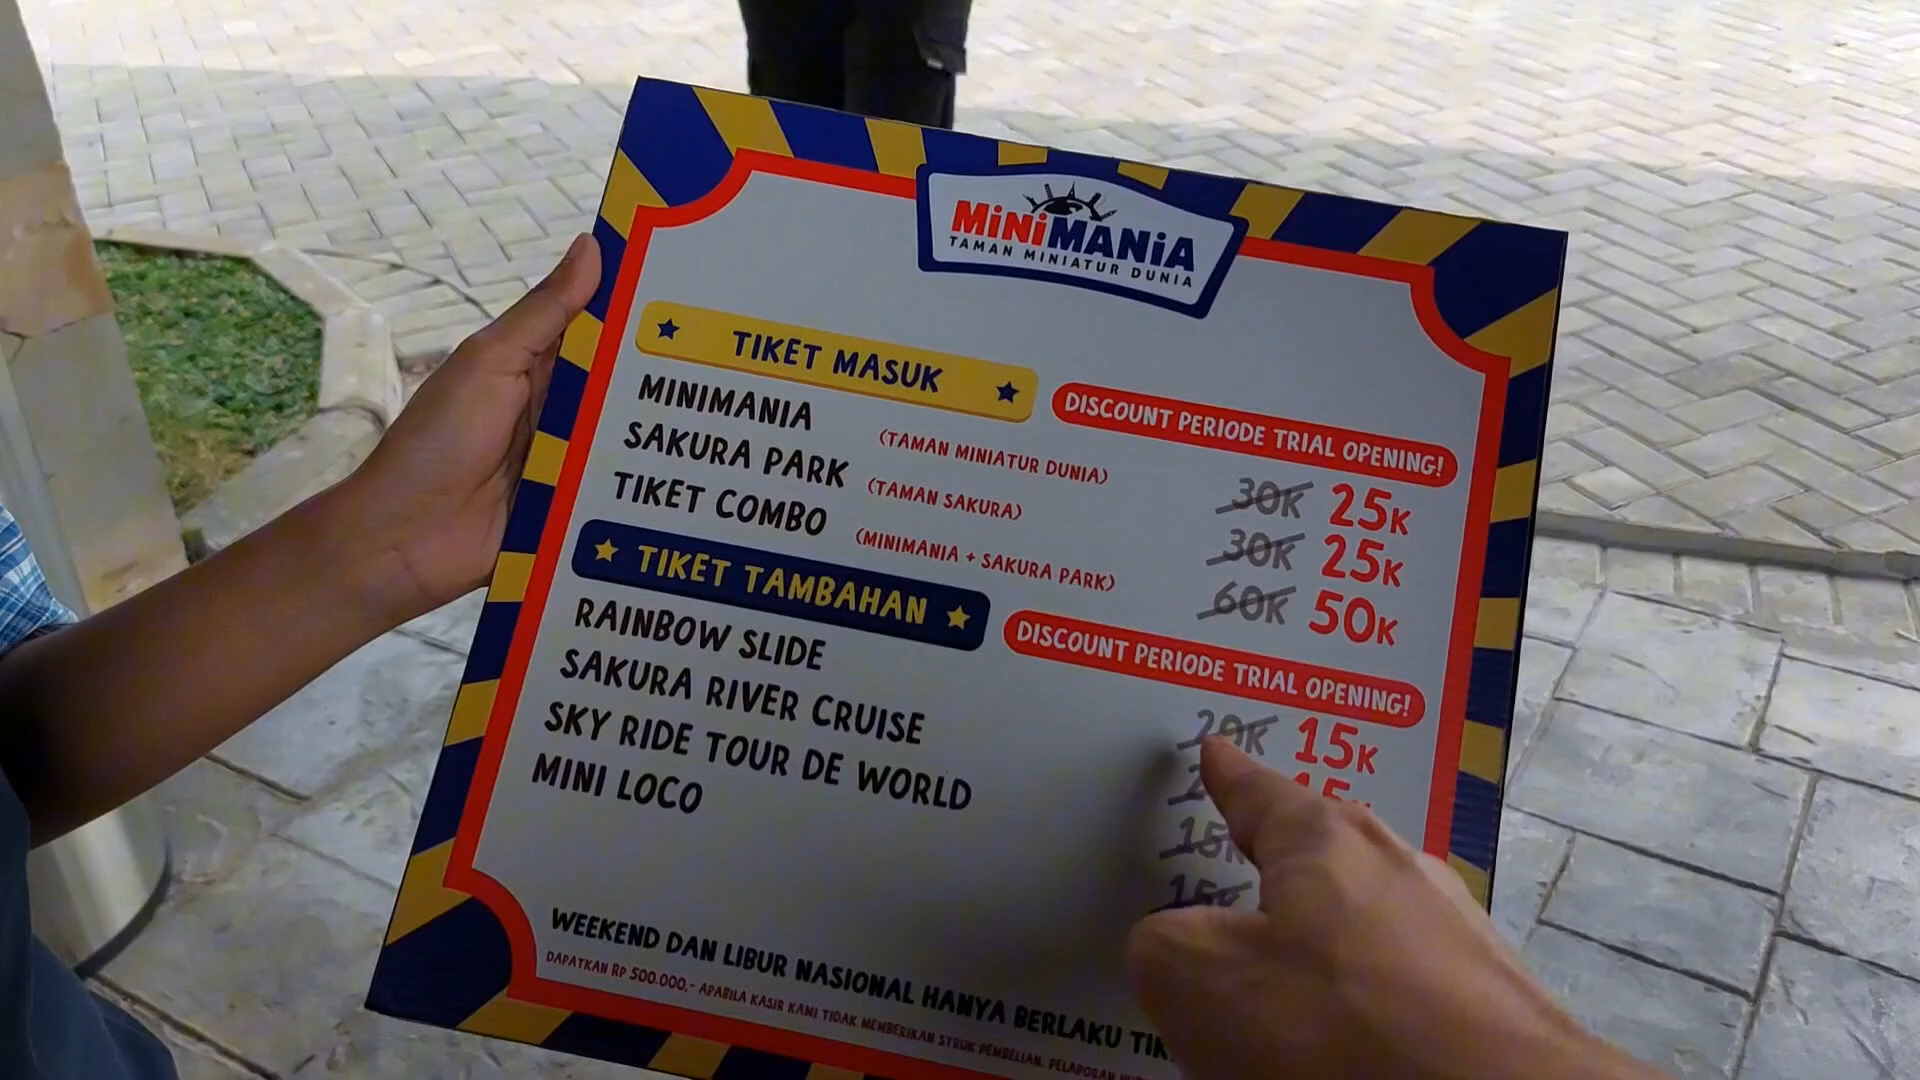 MiNiMANiA
TAMAN MINIATUR DUNIA
TIKET MASUK
DISCOUNT PERIODE TRIAL OPENING!
MINIMANIA (TAMAN MINIATUR DUNIA) 30K 25K
SAKURA PARK (TAMAN SAKURA) 30K 25K
TIKET COMBO (MINIMANIA + SAKURA PARK) 60K 50K
TIKET TAMBAHAN
DISCOUNT PERIODE TRIAL OPENING!
RAINBOW SLIDE 20K 15K
SAKURA RIVER CRUISE 15K
SKY RIDE TOUR DE WORLD 15K
MINI LOCO 15K
WEEKEND DAN LIBUR NASIONAL HANYA BERLAKU
DAPATKAN RP 500.000,- APABILA KASIR KAMI TIDAK MEMBERIKAN STRUK PEMBELIAN. PELAPORAN